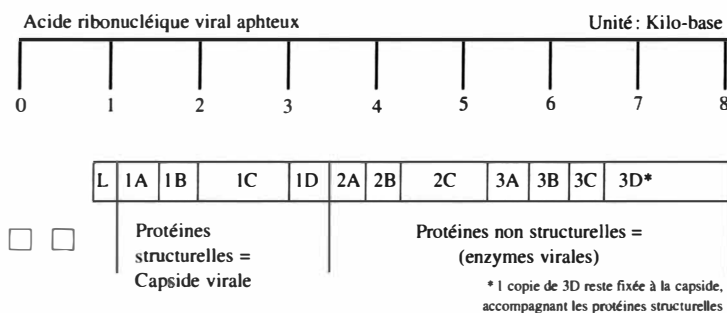 Acide ribonucléique viral aphteux Unité : Kilo-base
0 1 2 3 4 5 6 7 8
L 1A 1B 1C 1D 2A 2B 2C 3A 3B 3C 3D*
Protéines
structurelles =
Capside virale
Protéines non structurelles =
(enzymes virales)
* 1 copie de 3D reste fixée à la capside,
accompagnant les protéines structurelles